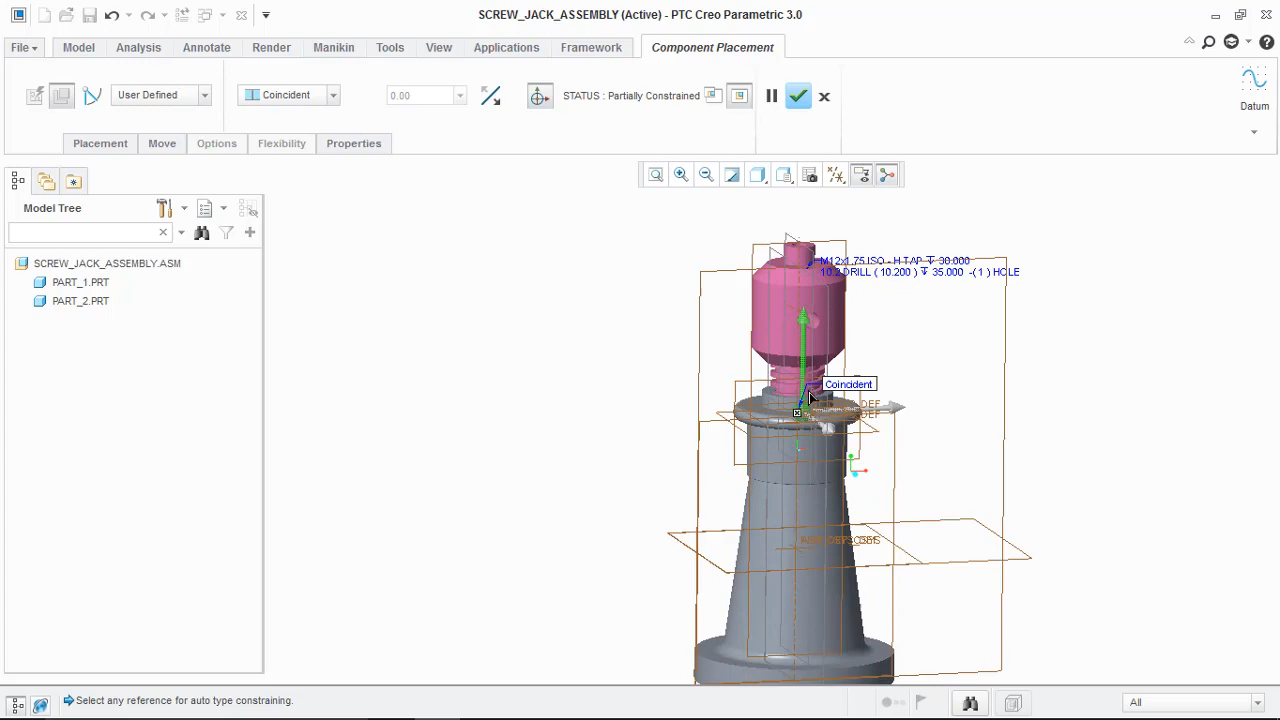 SCREW_JACK_ASSEMBLY (Active) - PTC Creo Parametric 3.0
File Model Analysis Annotate Render Manikin Tools View Applications Framework Component Placement
User Defined Coincident 0.00 STATUS : Partially Constrained Datum
Placement Move Options Flexibility Properties
Model Tree
SCREW_JACK_ASSEMBLY.ASM
PART_1.PRT
PART_2.PRT
M12x1.75 ISO - H TAP ↧ 30.000
10.2 DRILL ( 10.200 ) ↧ 35.000 -( 1 ) HOLE
Coincident
Select any reference for auto type constraining.
All